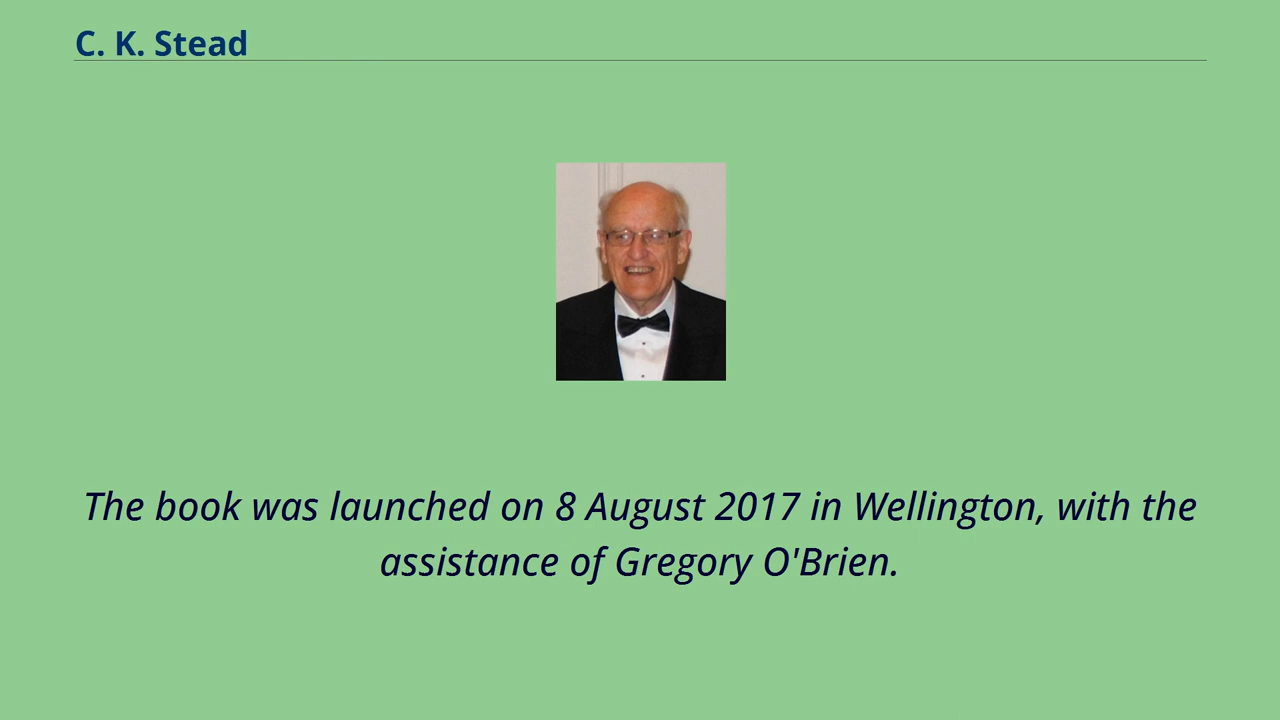 C. K. Stead
The book was launched on 8 August 2017 in Wellington, with the
assistance of Gregory O'Brien.